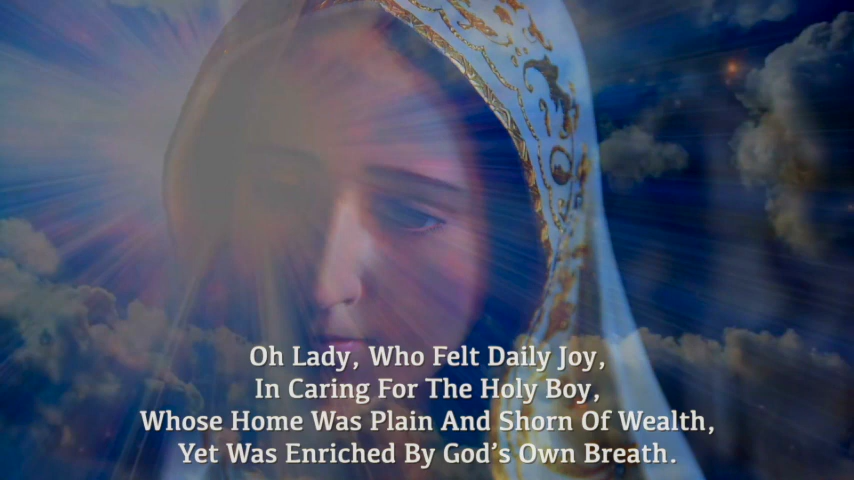 Oh Lady, Who Felt Daily Joy,
In Caring For The Holy Boy,
Whose Home Was Plain And Shorn Of Wealth,
Yet Was Enriched By God’s Own Breath.